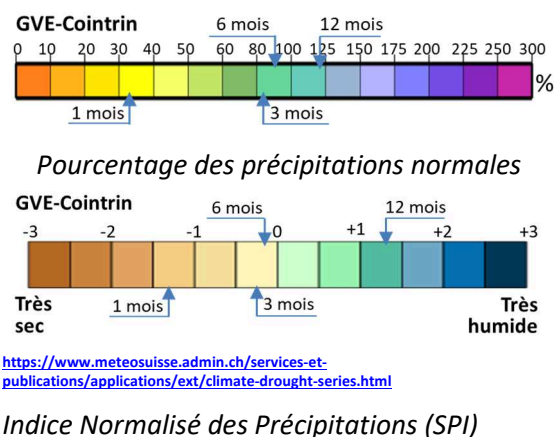 GVE-Cointrin 6 mois 12 mois
0 10 20 30 40 50 60 80 100 125 150 175 200 225 250 300
%
1 mois 3 mois
Pourcentage des précipitations normales
GVE-Cointrin 6 mois 12 mois
-3 -2 -1 0 +1 +2 +3
Très sec 1 mois 3 mois Très humide
https://www.meteosuisse.admin.ch/services-et-
publications/applications/ext/climate-drought-series.html
Indice Normalisé des Précipitations (SPI)